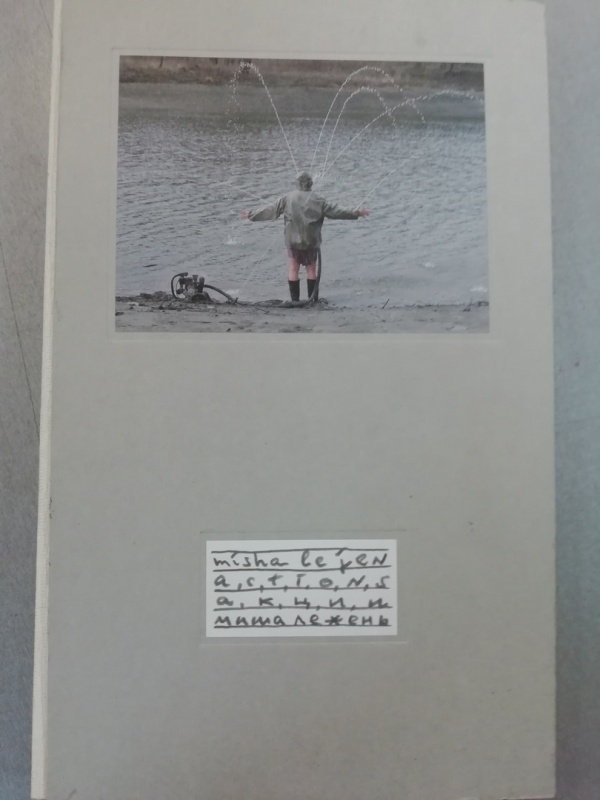 misha le jen
a, c, t, i, o, N, s
а, к, ц, и, и
миша лежень